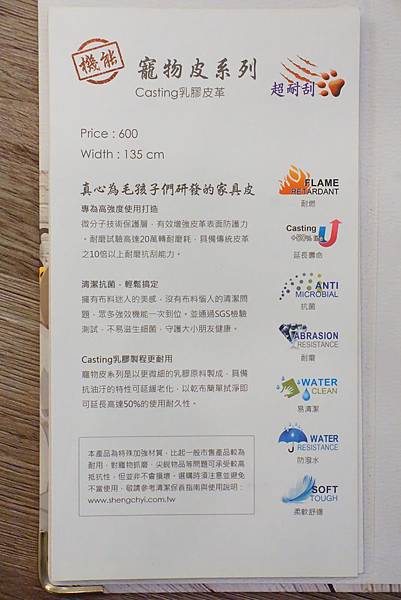 機能
寵物皮系列
Casting乳膠皮革
超耐刮
Price : 600
Width : 135 cm
真心為毛孩子們研發的家具皮
專為高強度使用打造
微分子技術保護層，有效增強皮革表面防護力
。耐磨試驗高達20萬轉耐磨耗，具備傳統皮革
之10倍以上耐磨抗刮能力。
清潔抗菌，輕鬆搞定
擁有布料迷人的美感，沒有布料惱人的清潔問
題，眾多強效機能一次到位。並通過SGS檢驗
測試，不易滋生細菌，守護大小朋友健康。
Casting乳膠製程更耐用
寵物皮系列是以更微細的乳膠原料製成，具備
抗油汙的特性可延緩老化，以乾布簡單拭淨即
可延長高達50%的使用耐久性。
本產品為特殊加強材質，比起一般市售產品較為
耐用，對寵物抓磨、尖銳物品等問題可承受較高
抵抗性，但並非不會損壞，選購時須注意並避免
不當使用，敬請參考清潔保養指南與使用說明：
www.shengchyi.com.tw
FLAME
RETARDANT
耐燃
Casting
+50%
延長壽命
ANTI
MICROBIAL
抗菌
ABRASION
RESISTANCE
耐磨
WATER
CLEAN
易清潔
WATER
RESISTANCE
防潑水
SOFT
TOUGH
柔軟舒適